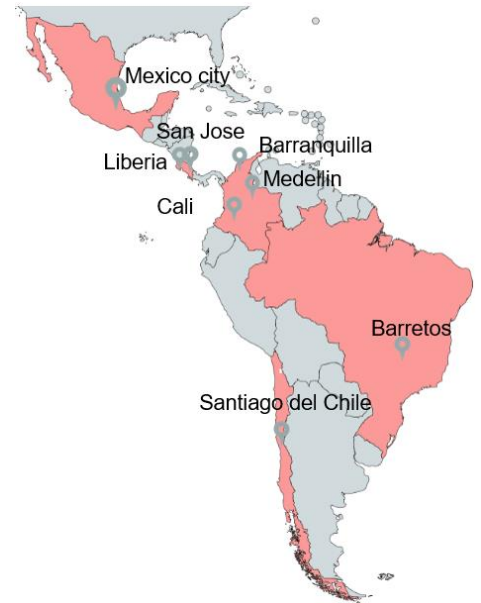 Mexico city
San Jose
Liberia
Barranquilla
Medellin
Cali
Barretos
Santiago del Chile